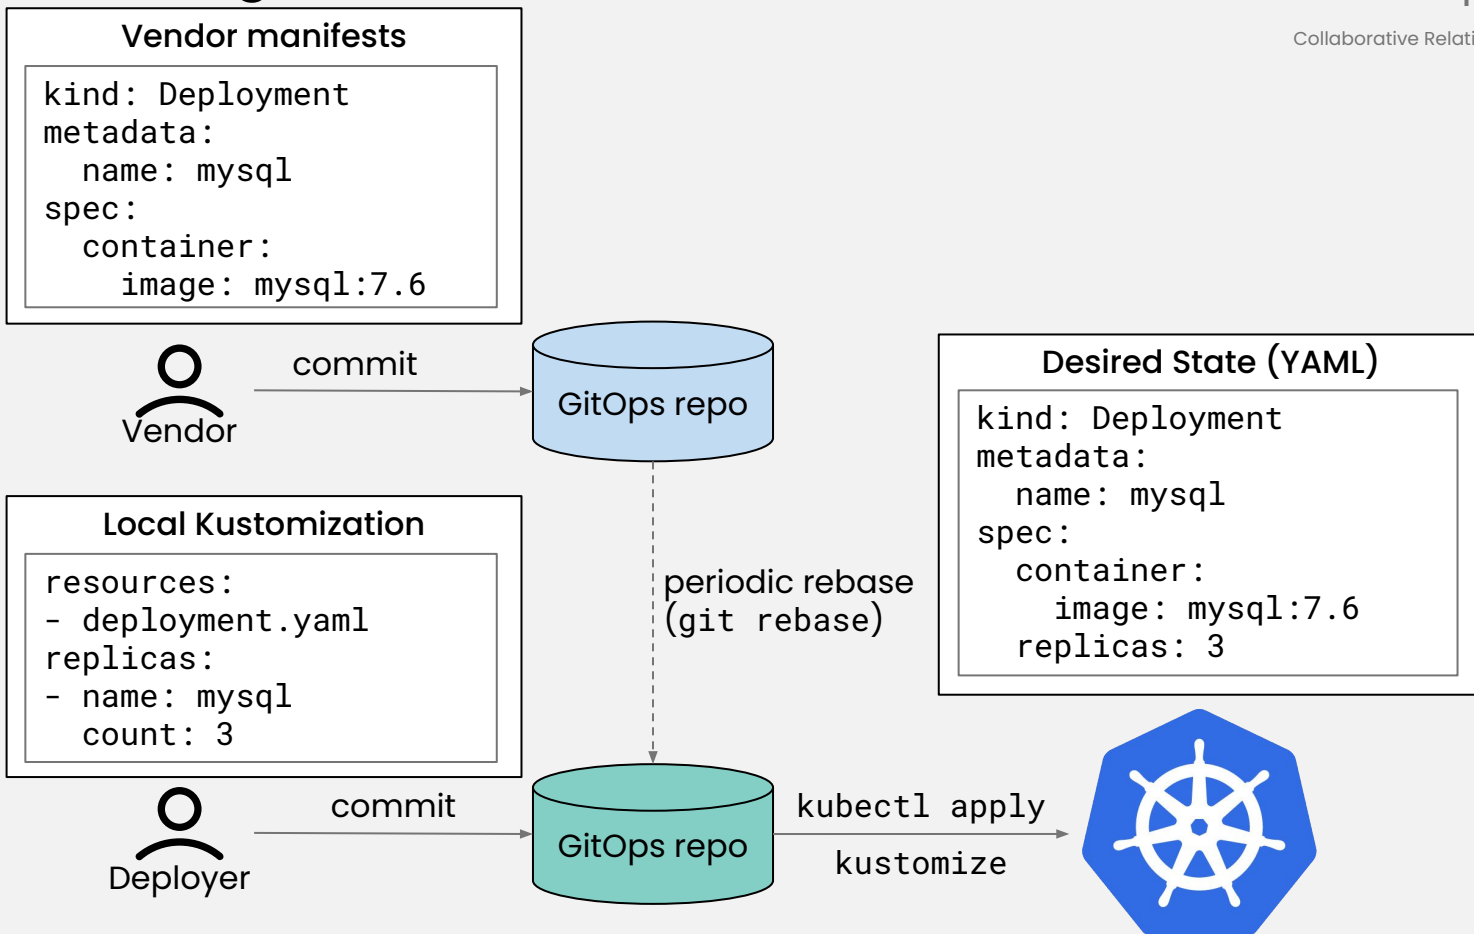 Collaborative Relati
Vendor manifests
kind: Deployment
metadata:
  name: mysql
spec:
  container:
    image: mysql:7.6
Vendor
commit
GitOps repo
Local Kustomization
resources:
- deployment.yaml
replicas:
- name: mysql
  count: 3
Deployer
commit
periodic rebase
(git rebase)
GitOps repo
kubectl apply
kustomize
Desired State (YAML)
kind: Deployment
metadata:
  name: mysql
spec:
  container:
    image: mysql:7.6
  replicas: 3